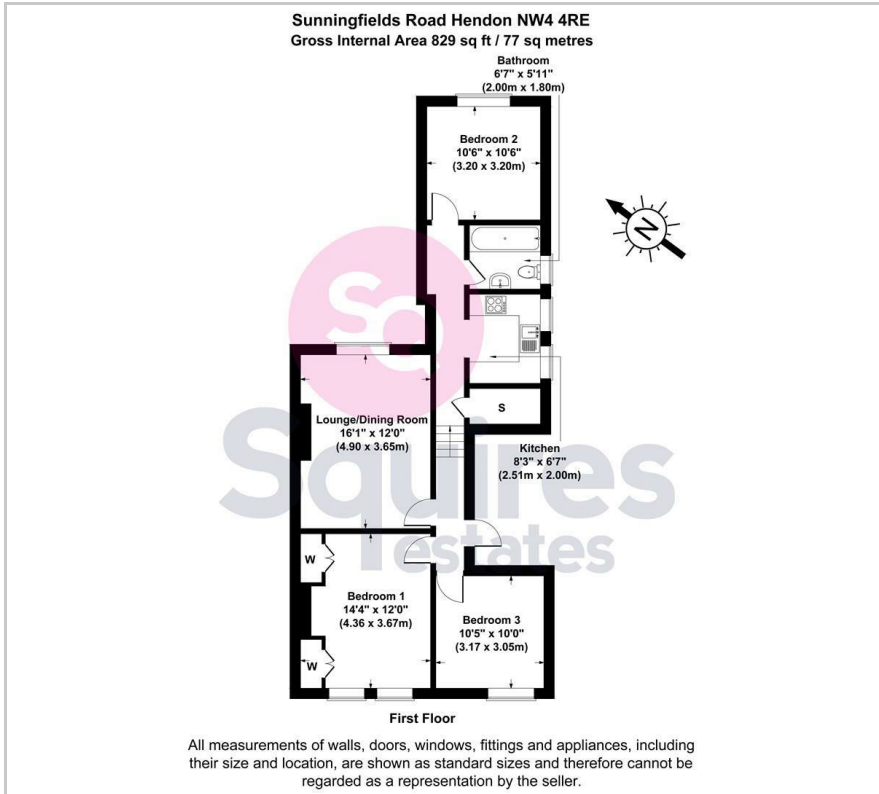 Sunningfields Road Hendon NW4 4RE
Gross Internal Area 829 sq ft / 77 sq metres
Bathroom
6'7" x 5'11"
(2.00m x 1.80m)
Bedroom 2
10'6" x 10'6"
(3.20 x 3.20m)
N
SQ
S
Lounge/Dining Room
16'1" x 12'0"
(4.90 x 3.65m)
Kitchen
8'3" x 6'7"
(2.51m x 2.00m)
Squires
estates
W
Bedroom 1
14'4" x 12'0"
(4.36 x 3.67m)
Bedroom 3
10'5" x 10'0"
(3.17 x 3.05m)
W
First Floor
All measurements of walls, doors, windows, fittings and appliances, including
their size and location, are shown as standard sizes and therefore cannot be
regarded as a representation by the seller.